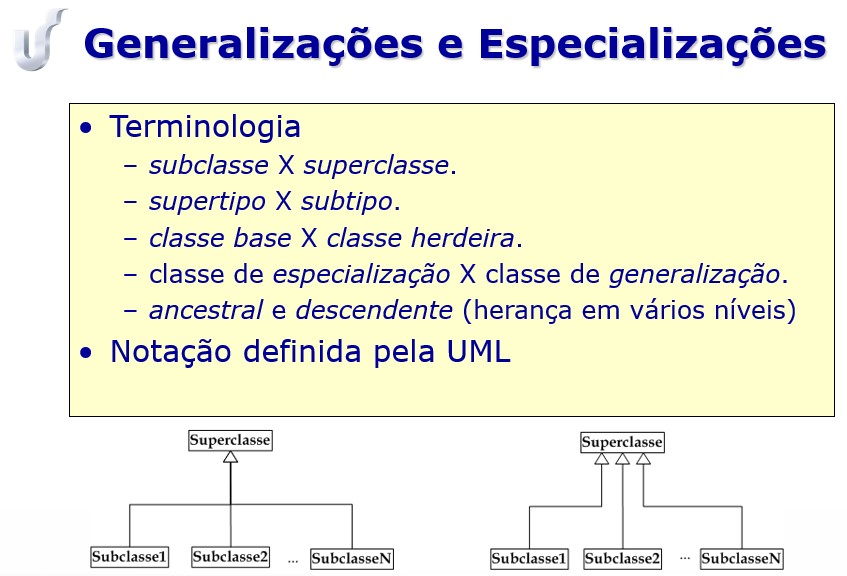 Generalizações e Especializações
• Terminologia
– subclasse X superclasse.
– supertipo X subtipo.
– classe base X classe herdeira.
– classe de especialização X classe de generalização.
– ancestral e descendente (herança em vários níveis)
• Notação definida pela UML
Superclasse
Subclasse1 Subclasse2 ... SubclasseN
Superclasse
Subclasse1 Subclasse2 ... SubclasseN